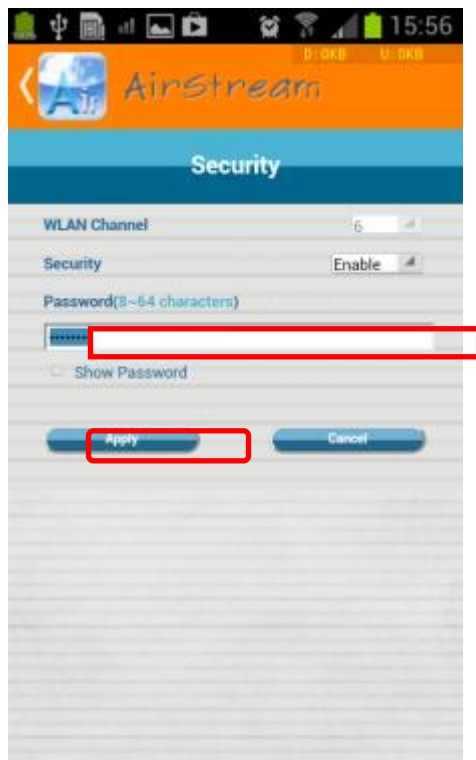 15:56
D: 0KB U: 0KB
Air AirStream
Security
WLAN Channel 6
Security Enable
Password(8~64 characters)
Show Password
Apply Cancel